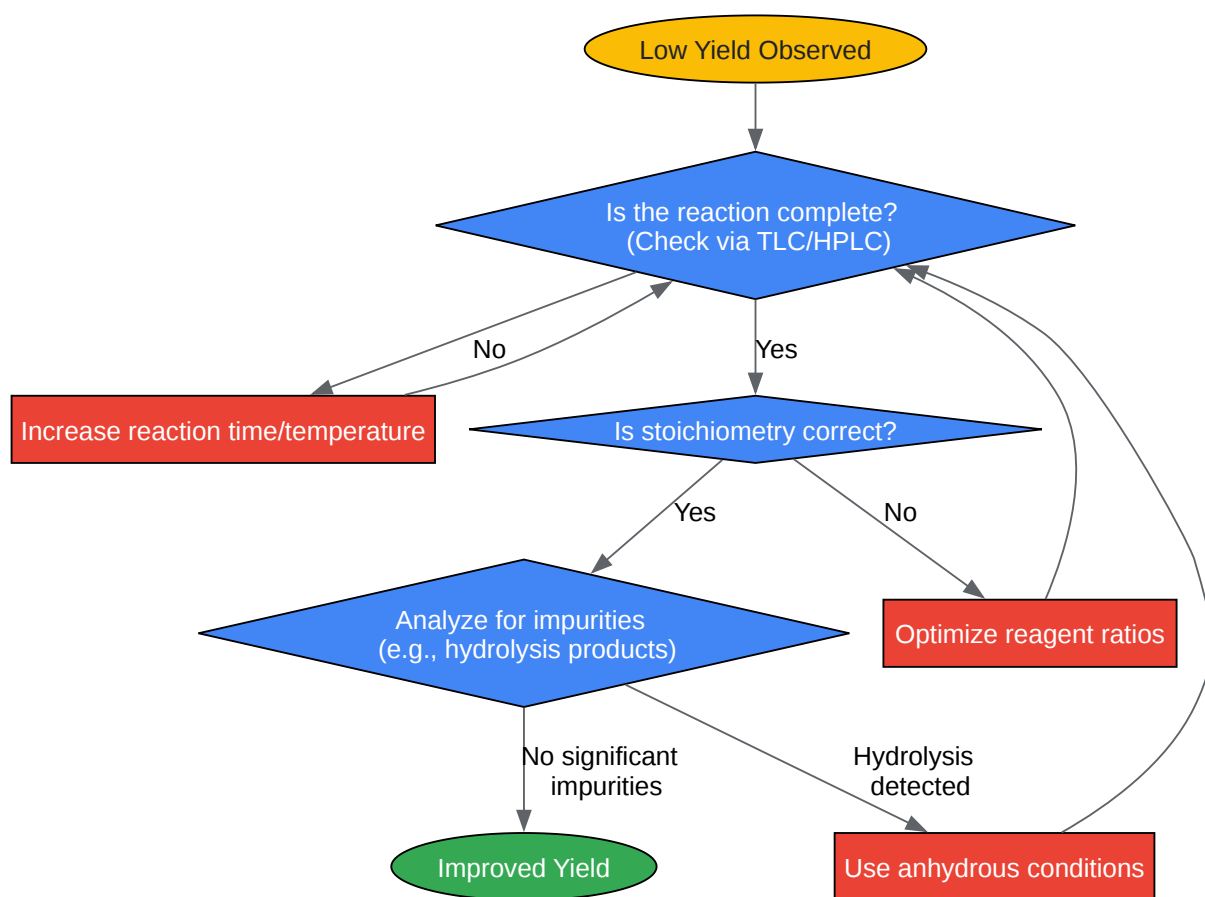 Low Yield Observed
Is the reaction complete?
(Check via TLC/HPLC)
No
Yes
Increase reaction time/temperature
Is stoichiometry correct?
Yes
No
Analyze for impurities
(e.g., hydrolysis products)
Optimize reagent ratios
No significant
impurities
Hydrolysis
detected
Improved Yield
Use anhydrous conditions